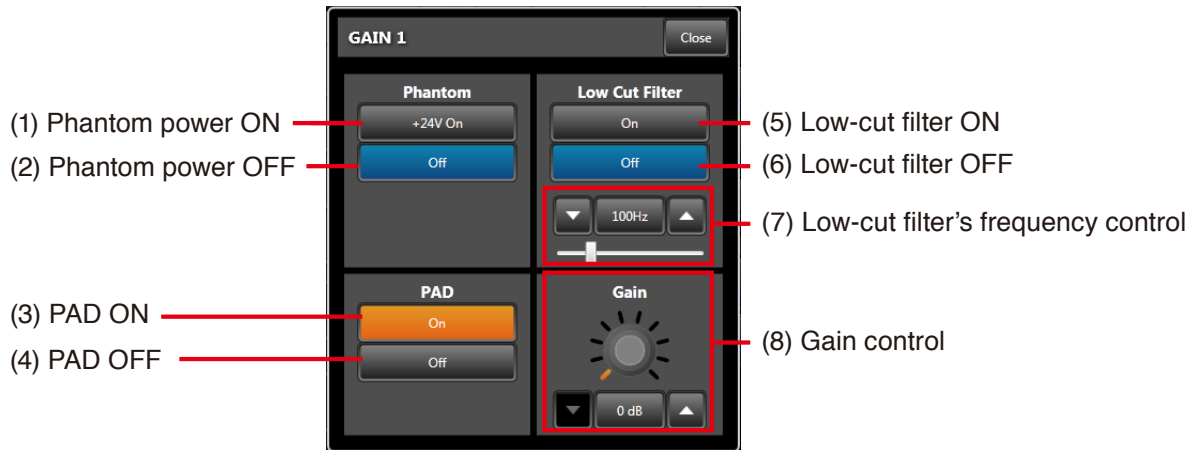 GAIN 1
Close
Phantom
Low Cut Filter
(1) Phantom power ON
+24V On
On
(5) Low-cut filter ON
(2) Phantom power OFF
Off
Off
(6) Low-cut filter OFF
100Hz
(7) Low-cut filter’s frequency control
PAD
Gain
(3) PAD ON
On
(4) PAD OFF
Off
(8) Gain control
0 dB